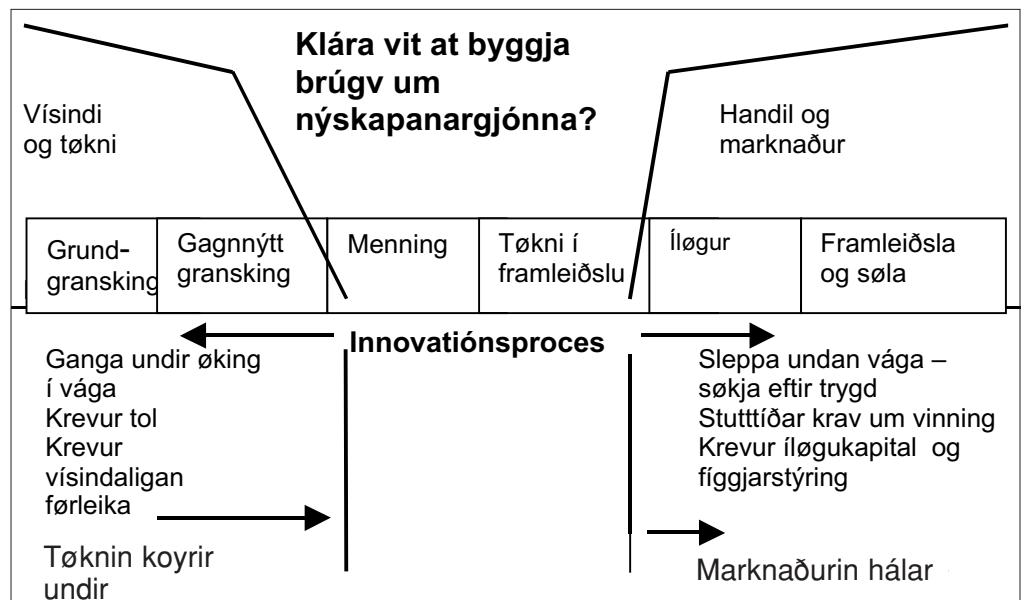 Klára vit at byggja
brúgv um
nýskapanargjónna?
Vísindi
og tøkni
Handil og
marknaður
Grund-
gransking
Gagnnýtt
gransking
Menning
Tøkni í
framleiðslu
Íløgur
Framleiðsla
og søla
Innovatiónsproces
Ganga undir øking
í vága
Krevur tol
Krevur
vísindaligan
førleika
Sleppa undan vága –
søkja eftir trygd
Stutttíðar krav um vinning
Krevur íløgukapital og
fíggjarstýring
Tøknin koyrir
undir
Marknaðurin hálar